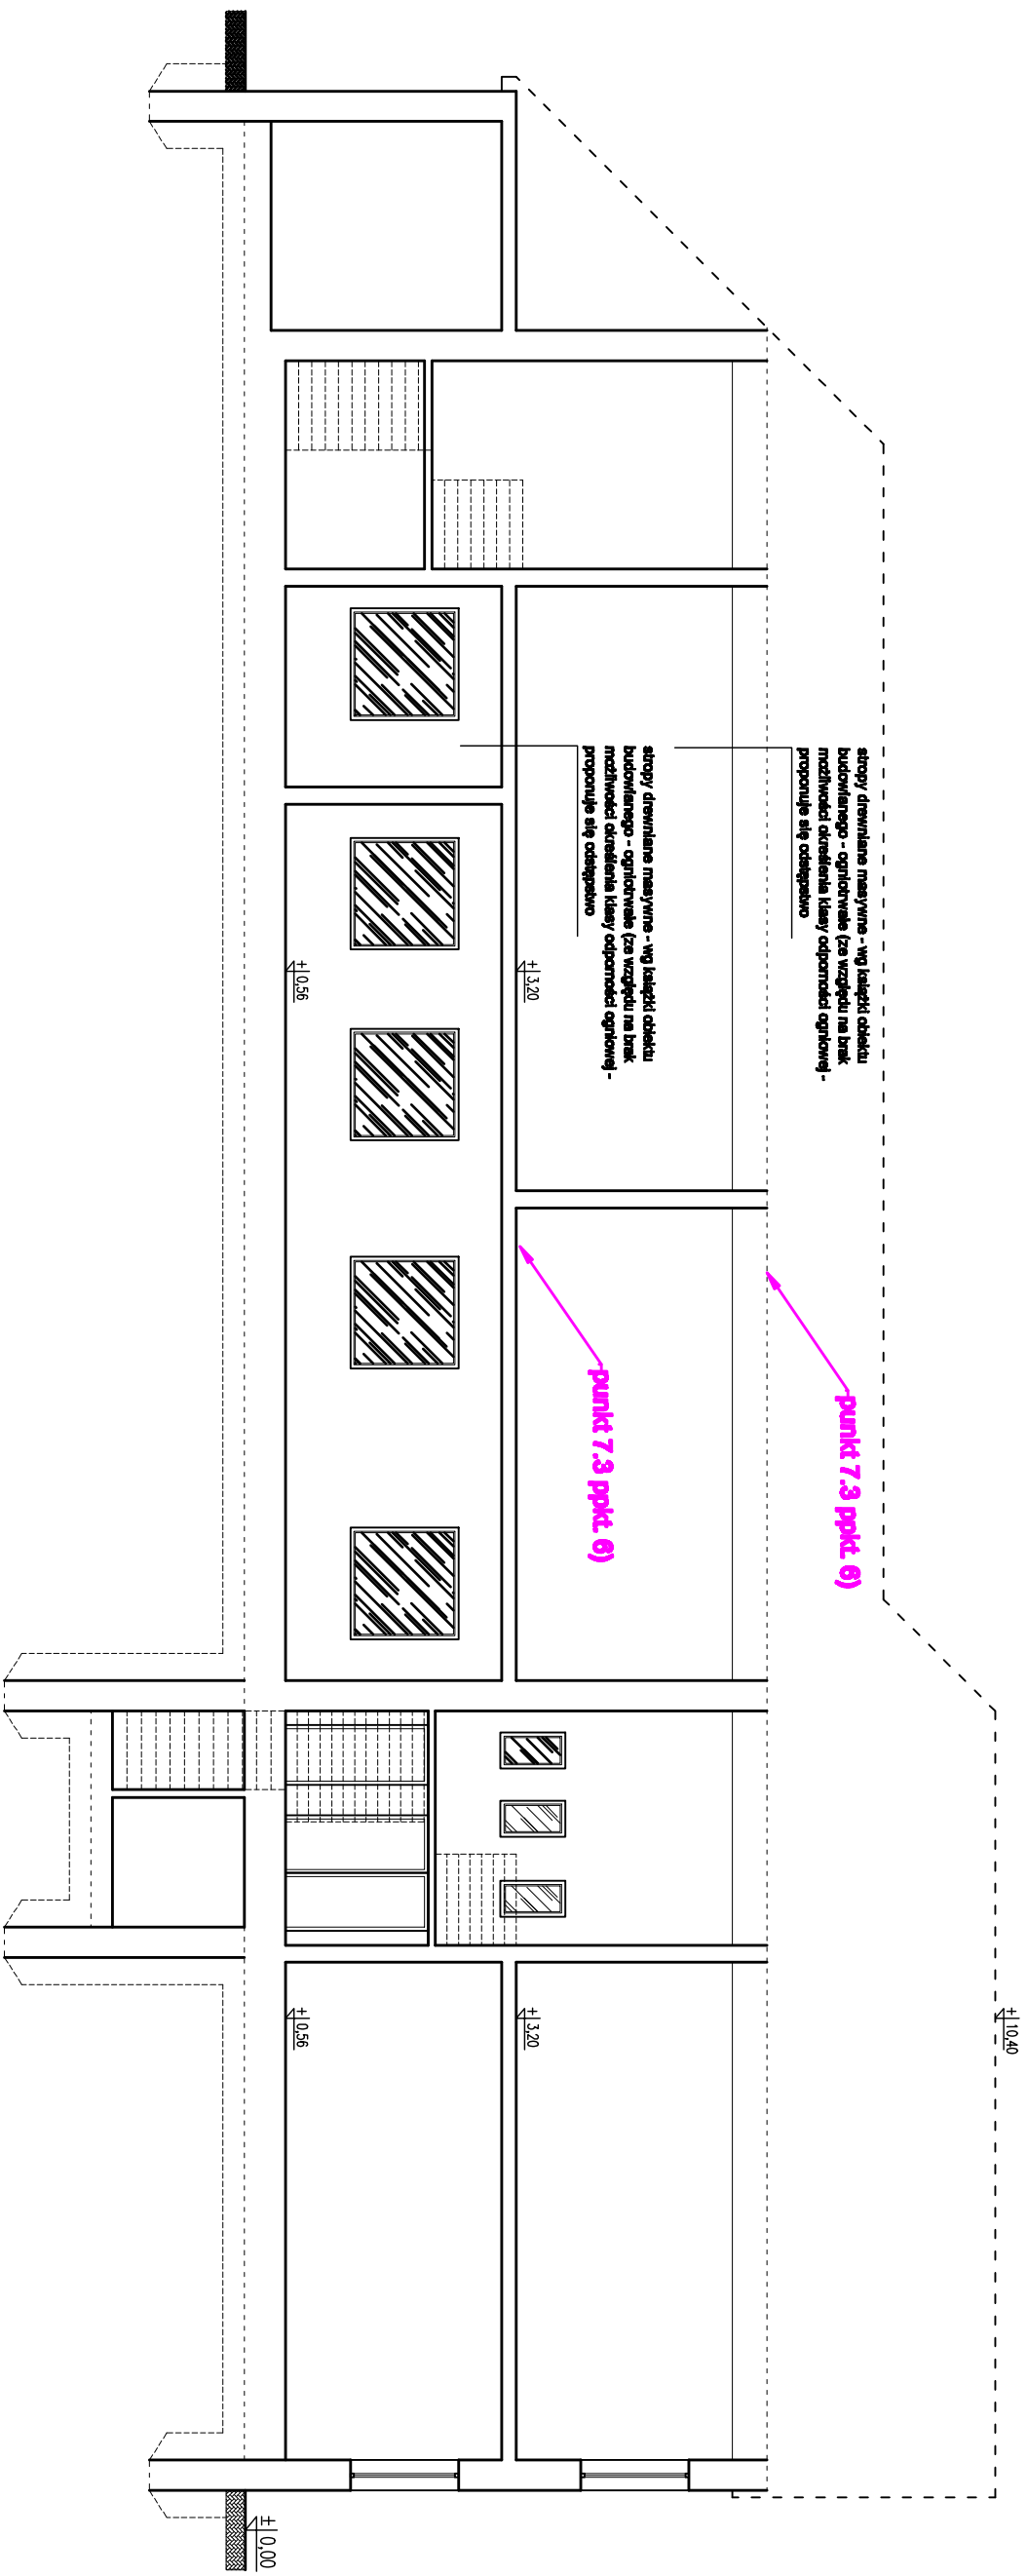 ± 10,40
stropy drewniane masywne - wg książki obiektu
budowlanego - ogniotrwałe (ze względu na brak
możliwości określenia klasy odporności ogniowej -
proponuje się odstępstwo
punkt 7.3 ppkt. 6)
stropy drewniane masywne - wg książki obiektu
budowlanego - ogniotrwałe (ze względu na brak
możliwości określenia klasy odporności ogniowej -
proponuje się odstępstwo
punkt 7.3 ppkt. 6)
± 3,20
± 3,20
± 0,56
± 0,56
± 0,00